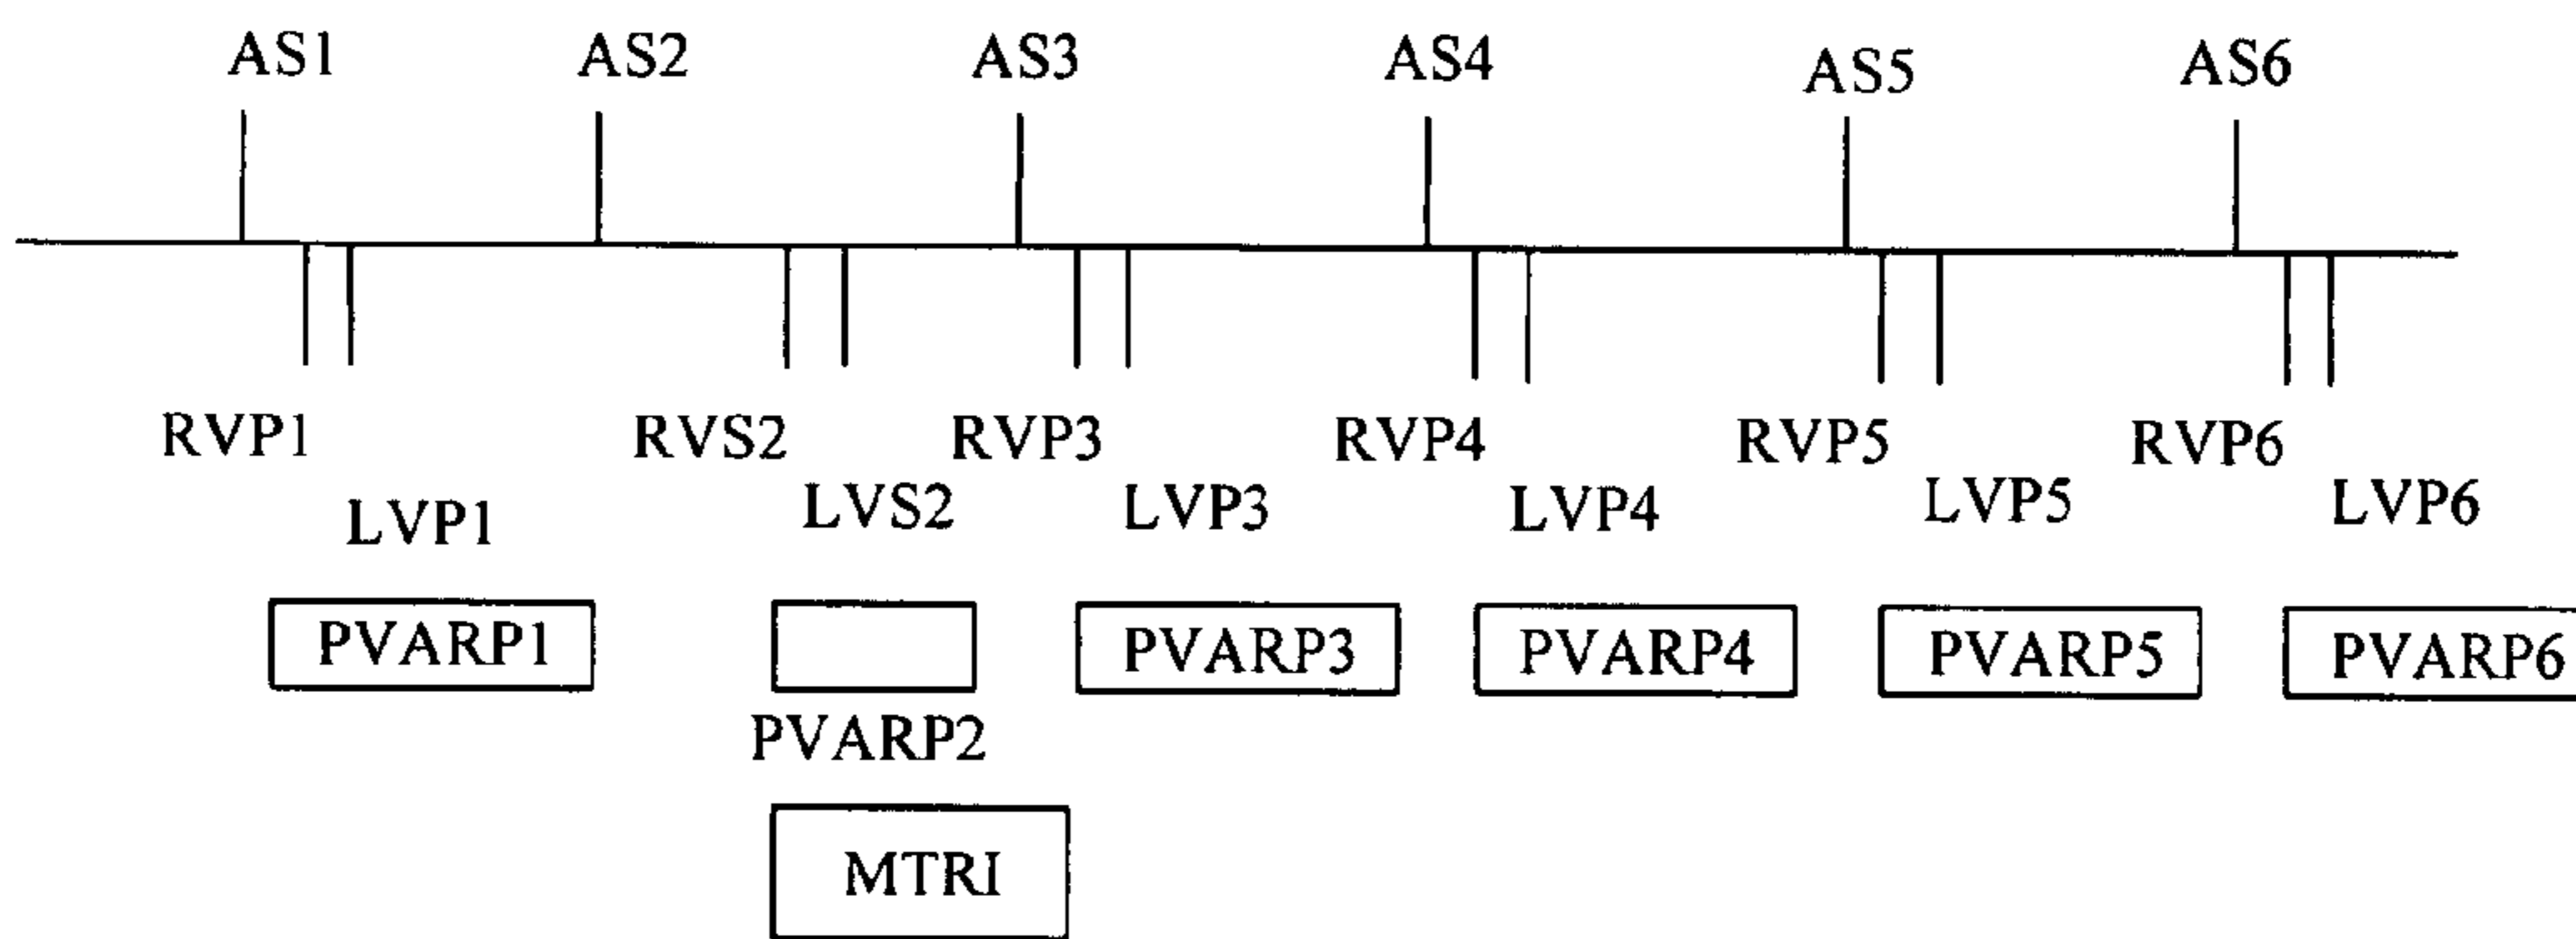 AS1 AS2 AS3 AS4 AS5 AS6
RVP1 RVS2 RVP3 RVP4 RVP5 RVP6
LVP1 LVS2 LVP3 LVP4 LVP5 LVP6
PVARP1 PVARP3 PVARP4 PVARP5 PVARP6
PVARP2
MTRI